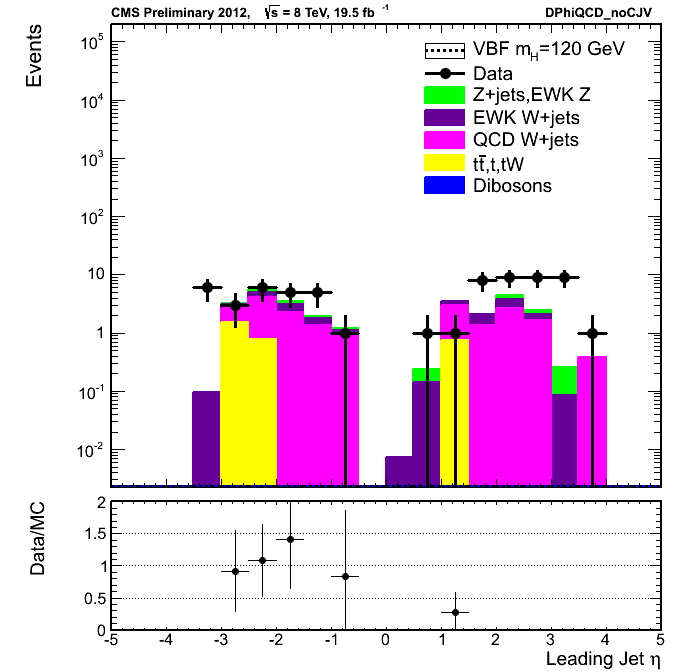 CMS Preliminary 2012, √s = 8 TeV, 19.5 fb⁻¹ DPhiQCD_noCJV
Events
10⁵
10⁴
10³
10²
10
1
10⁻¹
10⁻²
VBF m_H=120 GeV
Data
Z+jets,EWK Z
EWK W+jets
QCD W+jets
tt̄,t,tW
Dibosons
Data/MC
2
1.5
1
0.5
0
-5 -4 -3 -2 -1 0 1 2 3 4 5
Leading Jet η